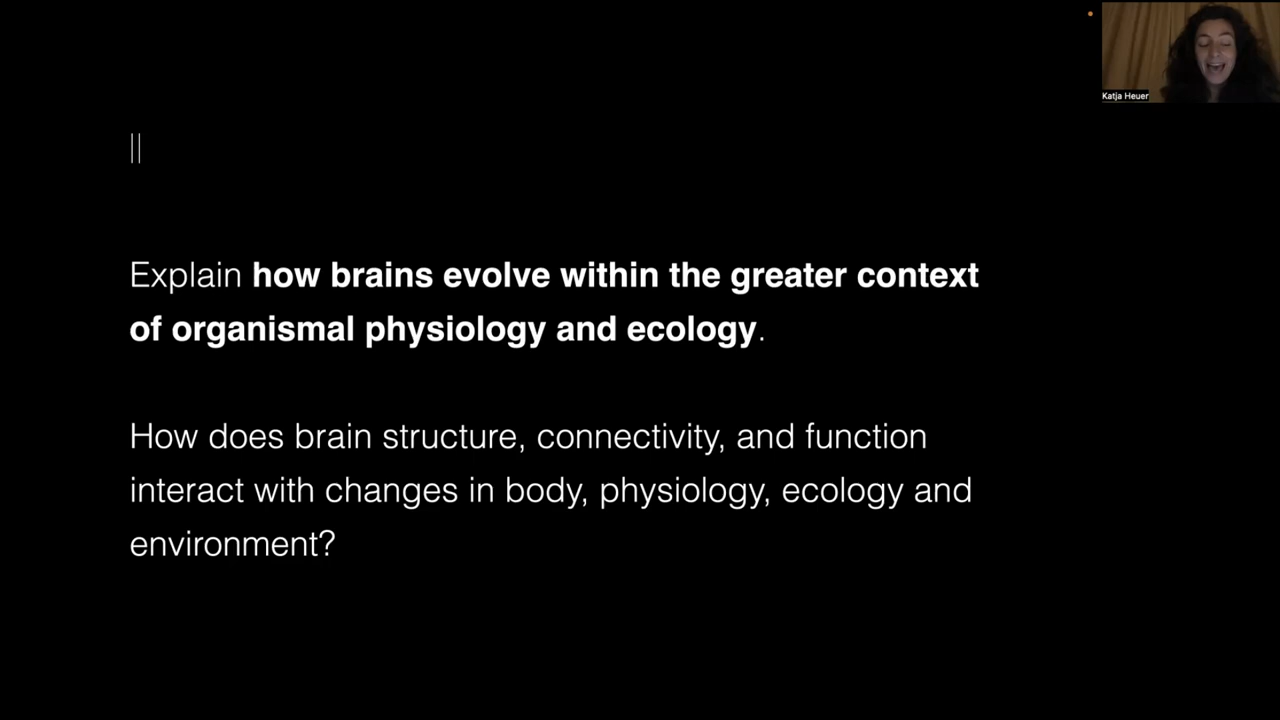 Katja Heuer
||
Explain how brains evolve within the greater context
of organismal physiology and ecology.
How does brain structure, connectivity, and function
interact with changes in body, physiology, ecology and
environment?